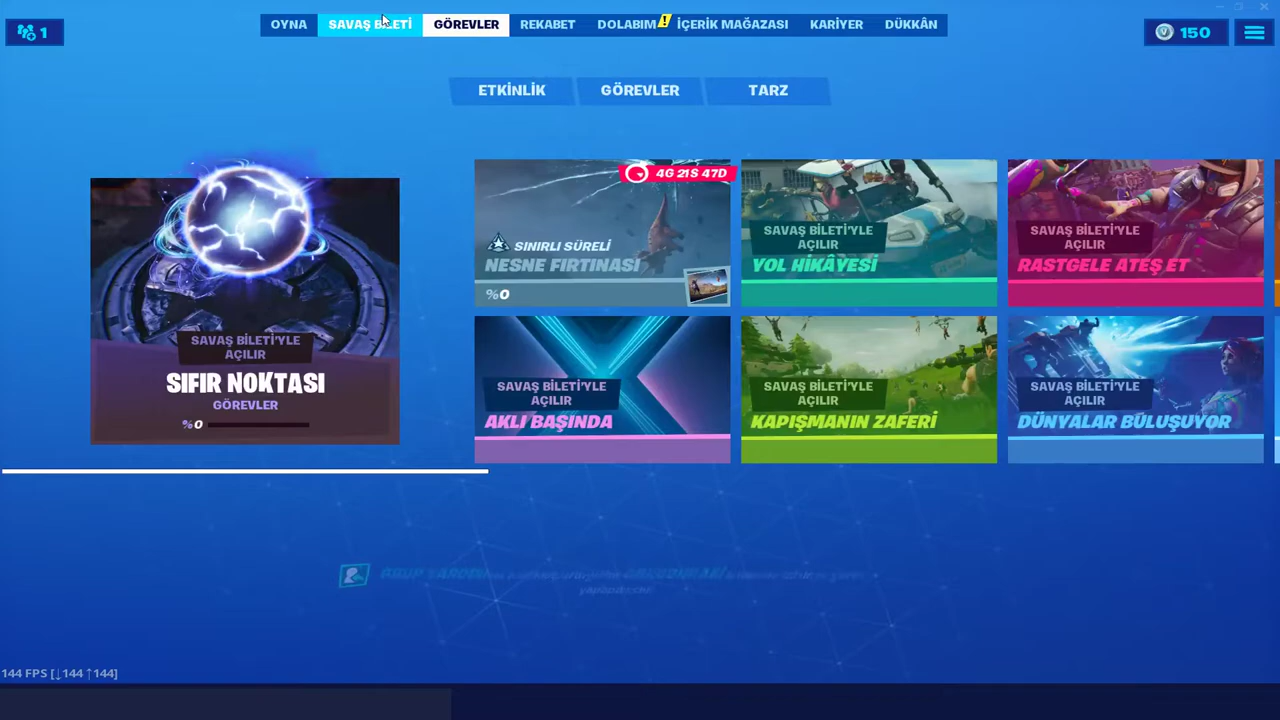 1
OYNA
SAVAŞ BİLETİ
GÖREVLER
REKABET
DOLABIM
!
İÇERİK MAĞAZASI
KARİYER
DÜKKÂN
150
ETKİNLİK
GÖREVLER
TARZ
SAVAŞ BİLETİ'YLE
AÇILIR
SIFIR NOKTASI
GÖREVLER
%0
4G 21S 47D
SINIRLI SÜRELİ
NESNE FIRTINASI
%0
SAVAŞ BİLETİ'YLE
AÇILIR
YOL HİKÂYESİ
SAVAŞ BİLETİ'YLE
AÇILIR
RASTGELE ATEŞ ET
SAVAŞ BİLETİ'YLE
AÇILIR
AKLI BAŞINDA
SAVAŞ BİLETİ'YLE
AÇILIR
KAPIŞMANIN ZAFERİ
SAVAŞ BİLETİ'YLE
AÇILIR
DÜNYALAR BULUŞUYOR
144 FPS [↓144 ↑144]